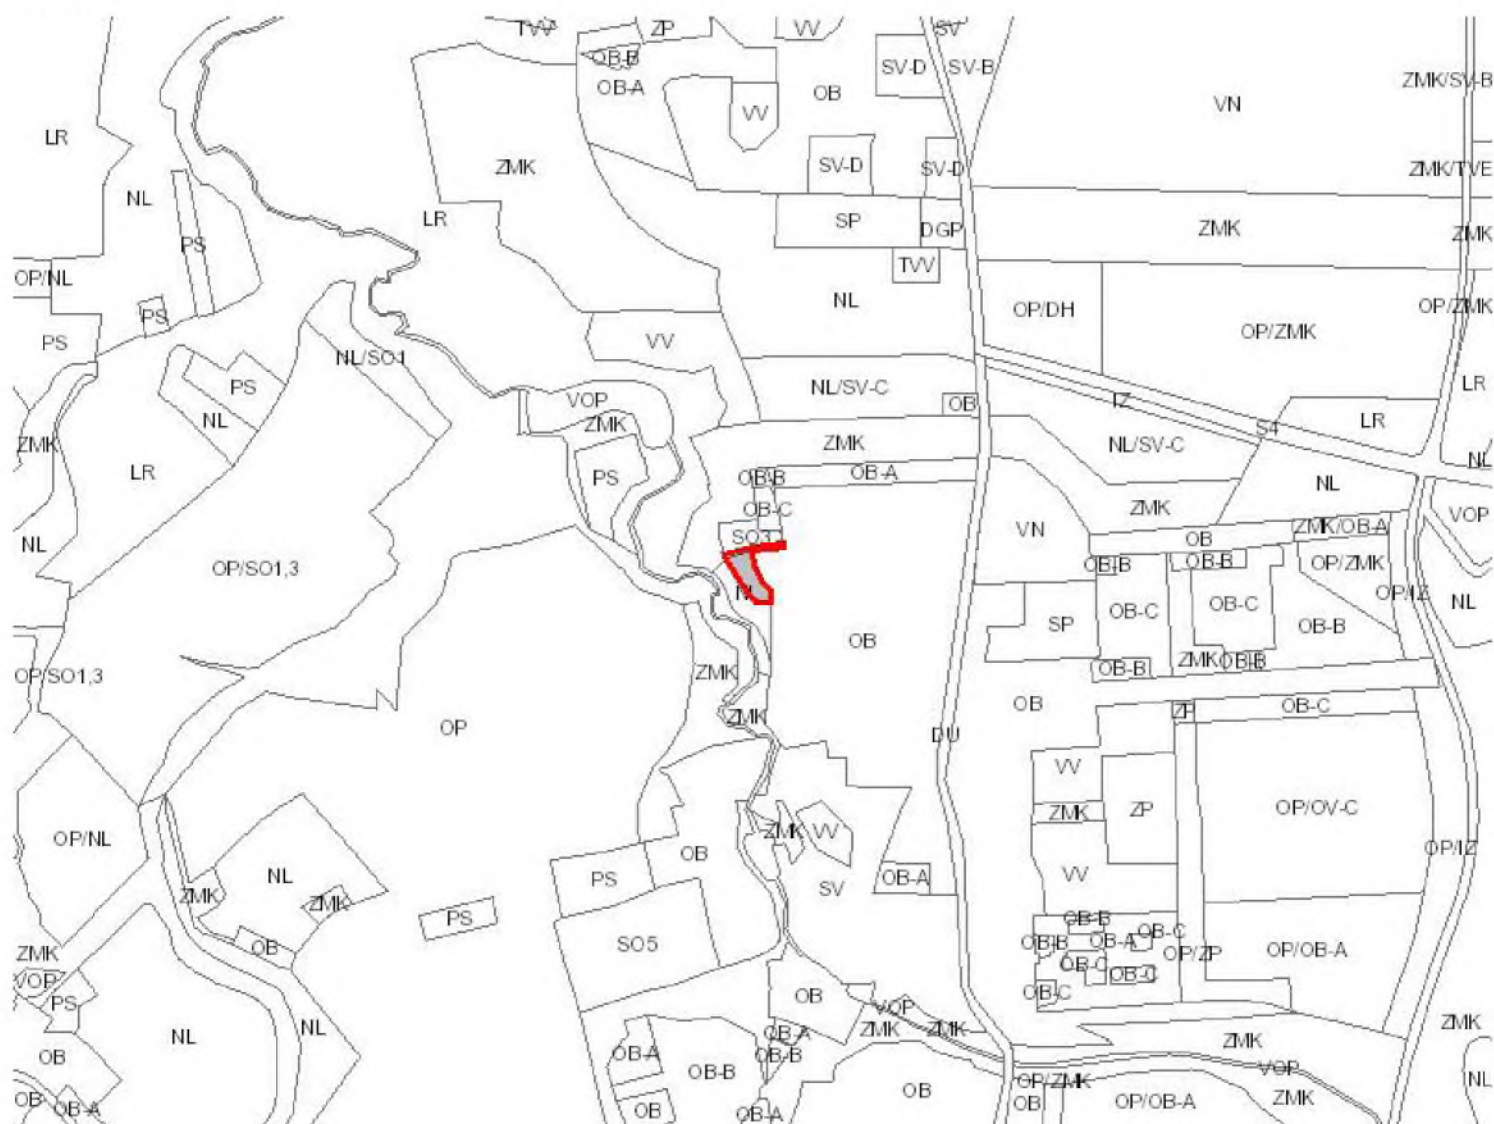 TVV ZP VV SV
OB-B SV-D SV-B ZMK/SV-B
OB-A OB VN
VV
LR ZMK SV-D SV-D ZMK/TVE
NL
LR SP DGP ZMK ZMK
PS
TVV
OP/NL NL OP/DH OP/ZMK
PS OP/ZMK
PS VV
NL/SO1
PS NL/SV-C LR
VOP OB IZ
NL ZMK LR
S4
ZMK ZMK NL/SV-C
LR PS OB-B OB-A NL NL
OB-C ZMK VOP
NL SO3 VN OB ZMK/OB-A
OP/SO1,3 OB-B OB-B OP/ZMK
OB-C OB-C OP/IZ NL
OB SP OB-B
OP/SO1,3 ZMK OB-B ZMK OB-B
ZMK OB ZP OB-C
OP DU
VV
OP/NL ZMK VV ZMK ZP OP/OV-C
OB OP/IZ
NL PS SV OB-A VV
ZMK ZMK
PS OB-B OB-C
ZMK OB SO5 OB-B OB-A OP/ZP OP/OB-A
VOP OB-C OB-C
PS OB OB-C
NL NL VOP ZMK
OB-A ZMK ZMK ZMK
OB OB-A OB-B VOP
OB-B OP/ZMK NL
OB OB-A OB OB-A OB OB OP/OB-A ZMK